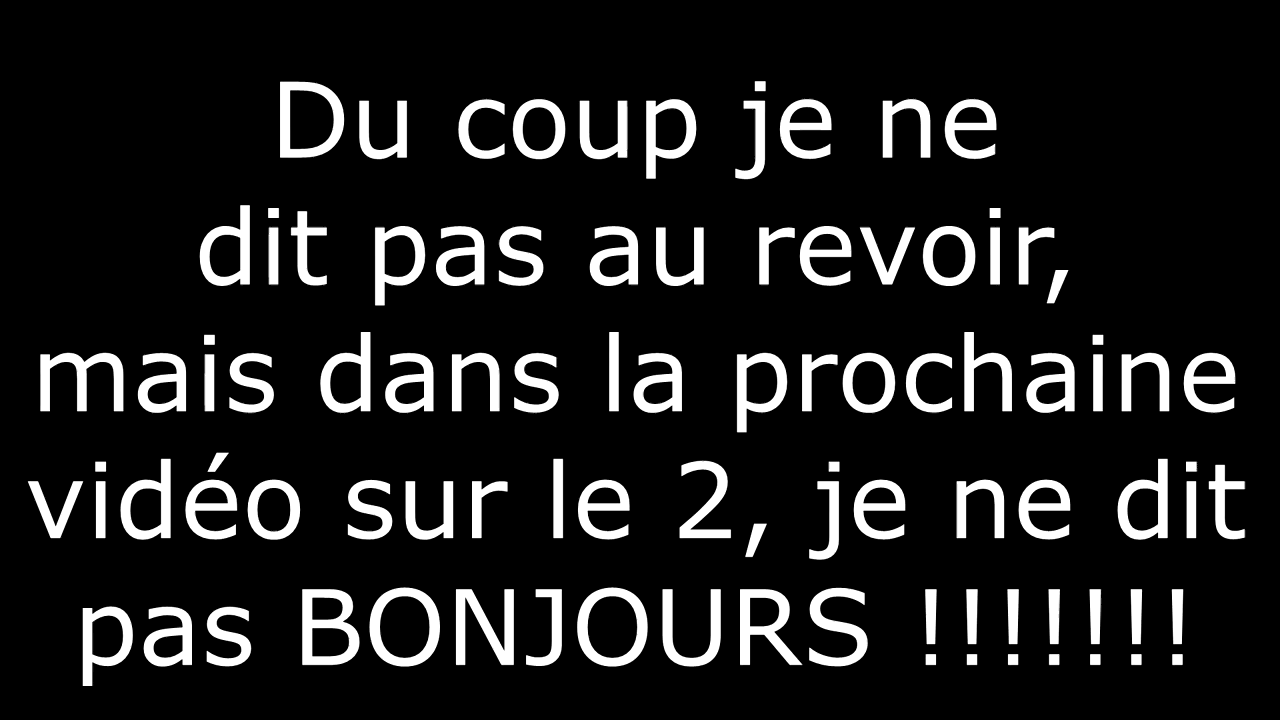 Du coup je ne
dit pas au revoir,
mais dans la prochaine
vidéo sur le 2, je ne dit
pas BONJOURS !!!!!!!